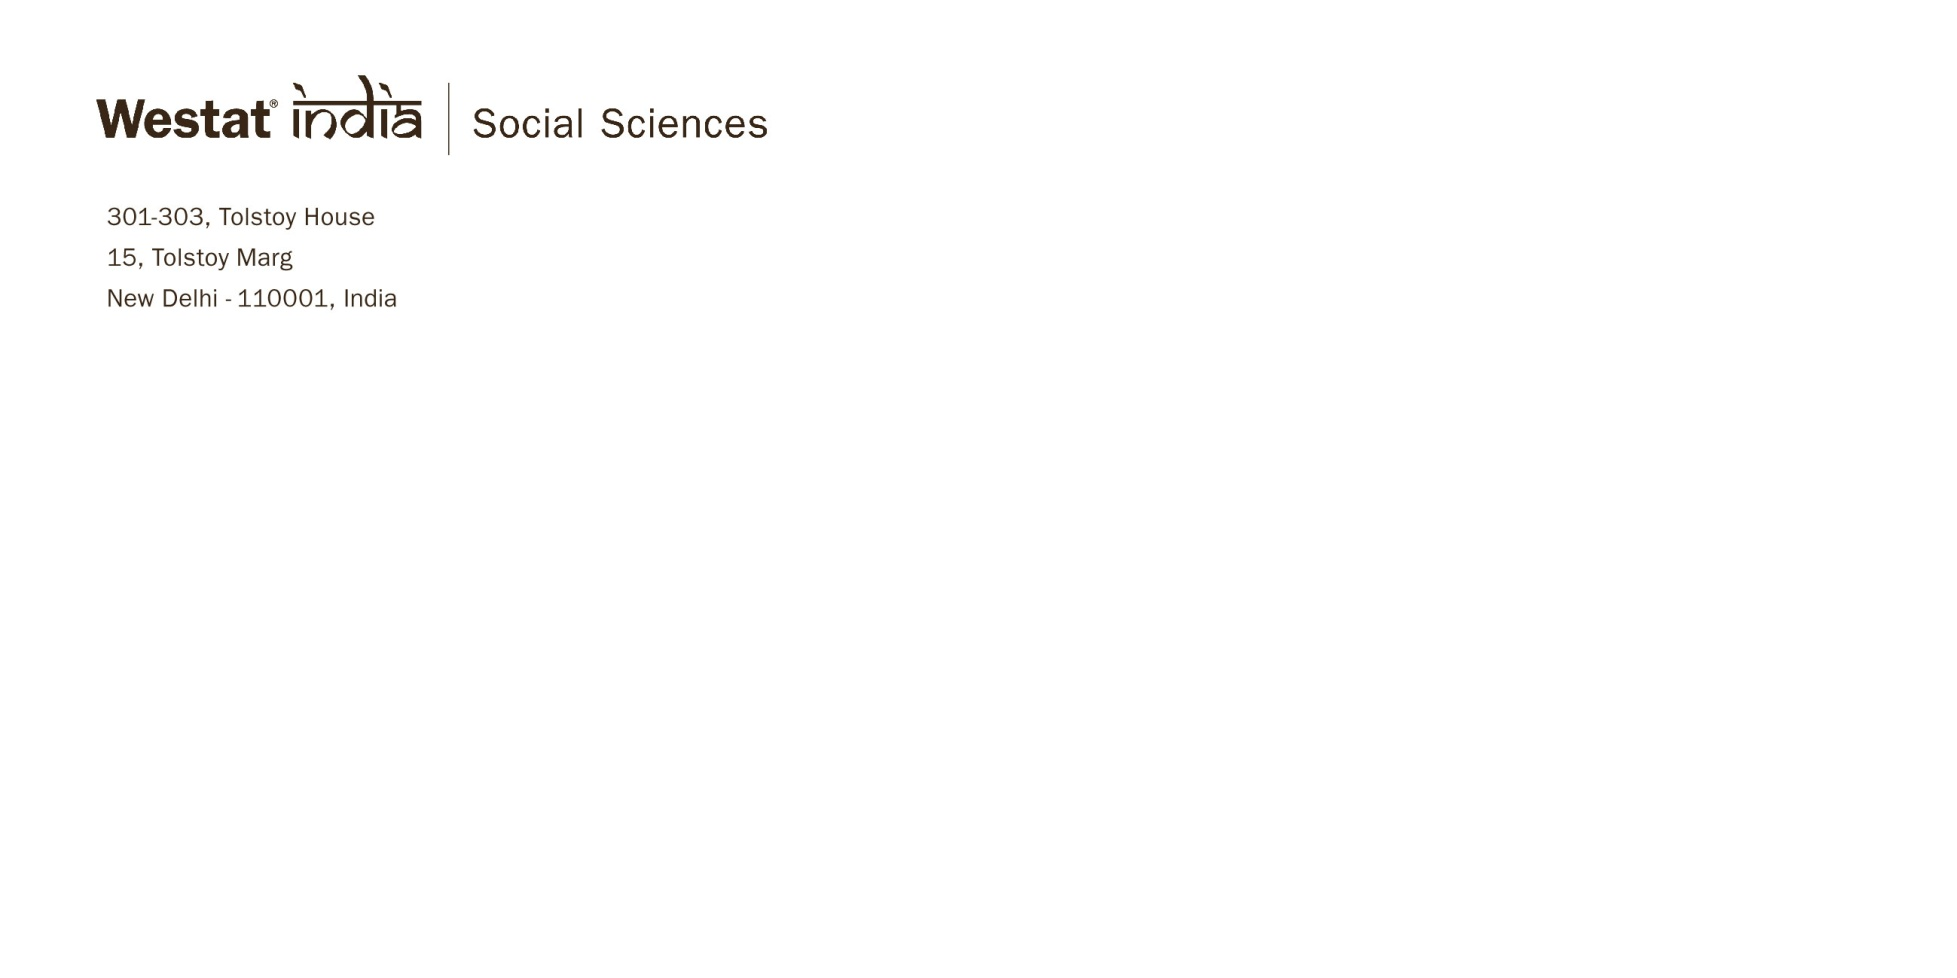 Westat® india | Social Sciences
301-303, Tolstoy House
15, Tolstoy Marg
New Delhi - 110001, India